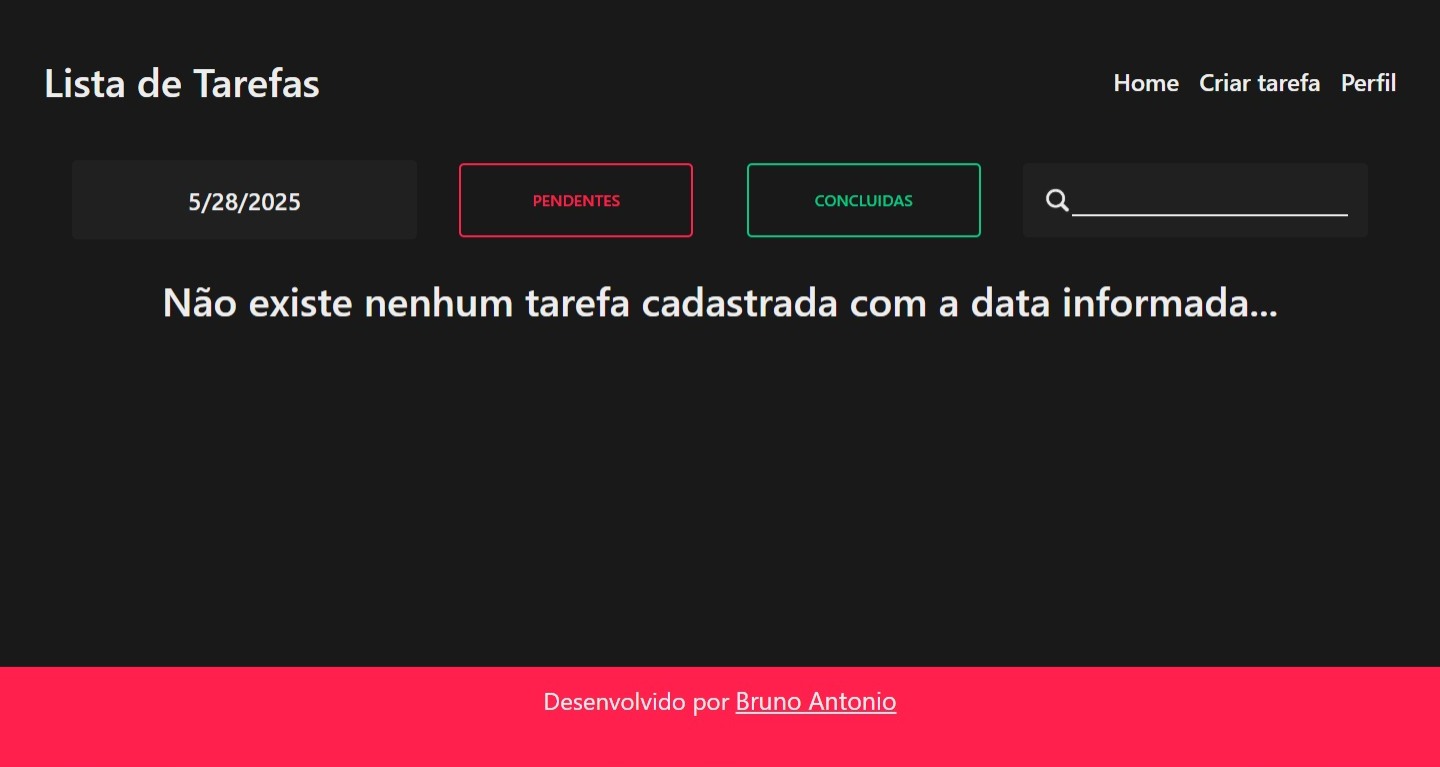 Lista de Tarefas
Home Criar tarefa Perfil
5/28/2025
PENDENTES
CONCLUIDAS
Não existe nenhum tarefa cadastrada com a data informada...
Desenvolvido por Bruno Antonio